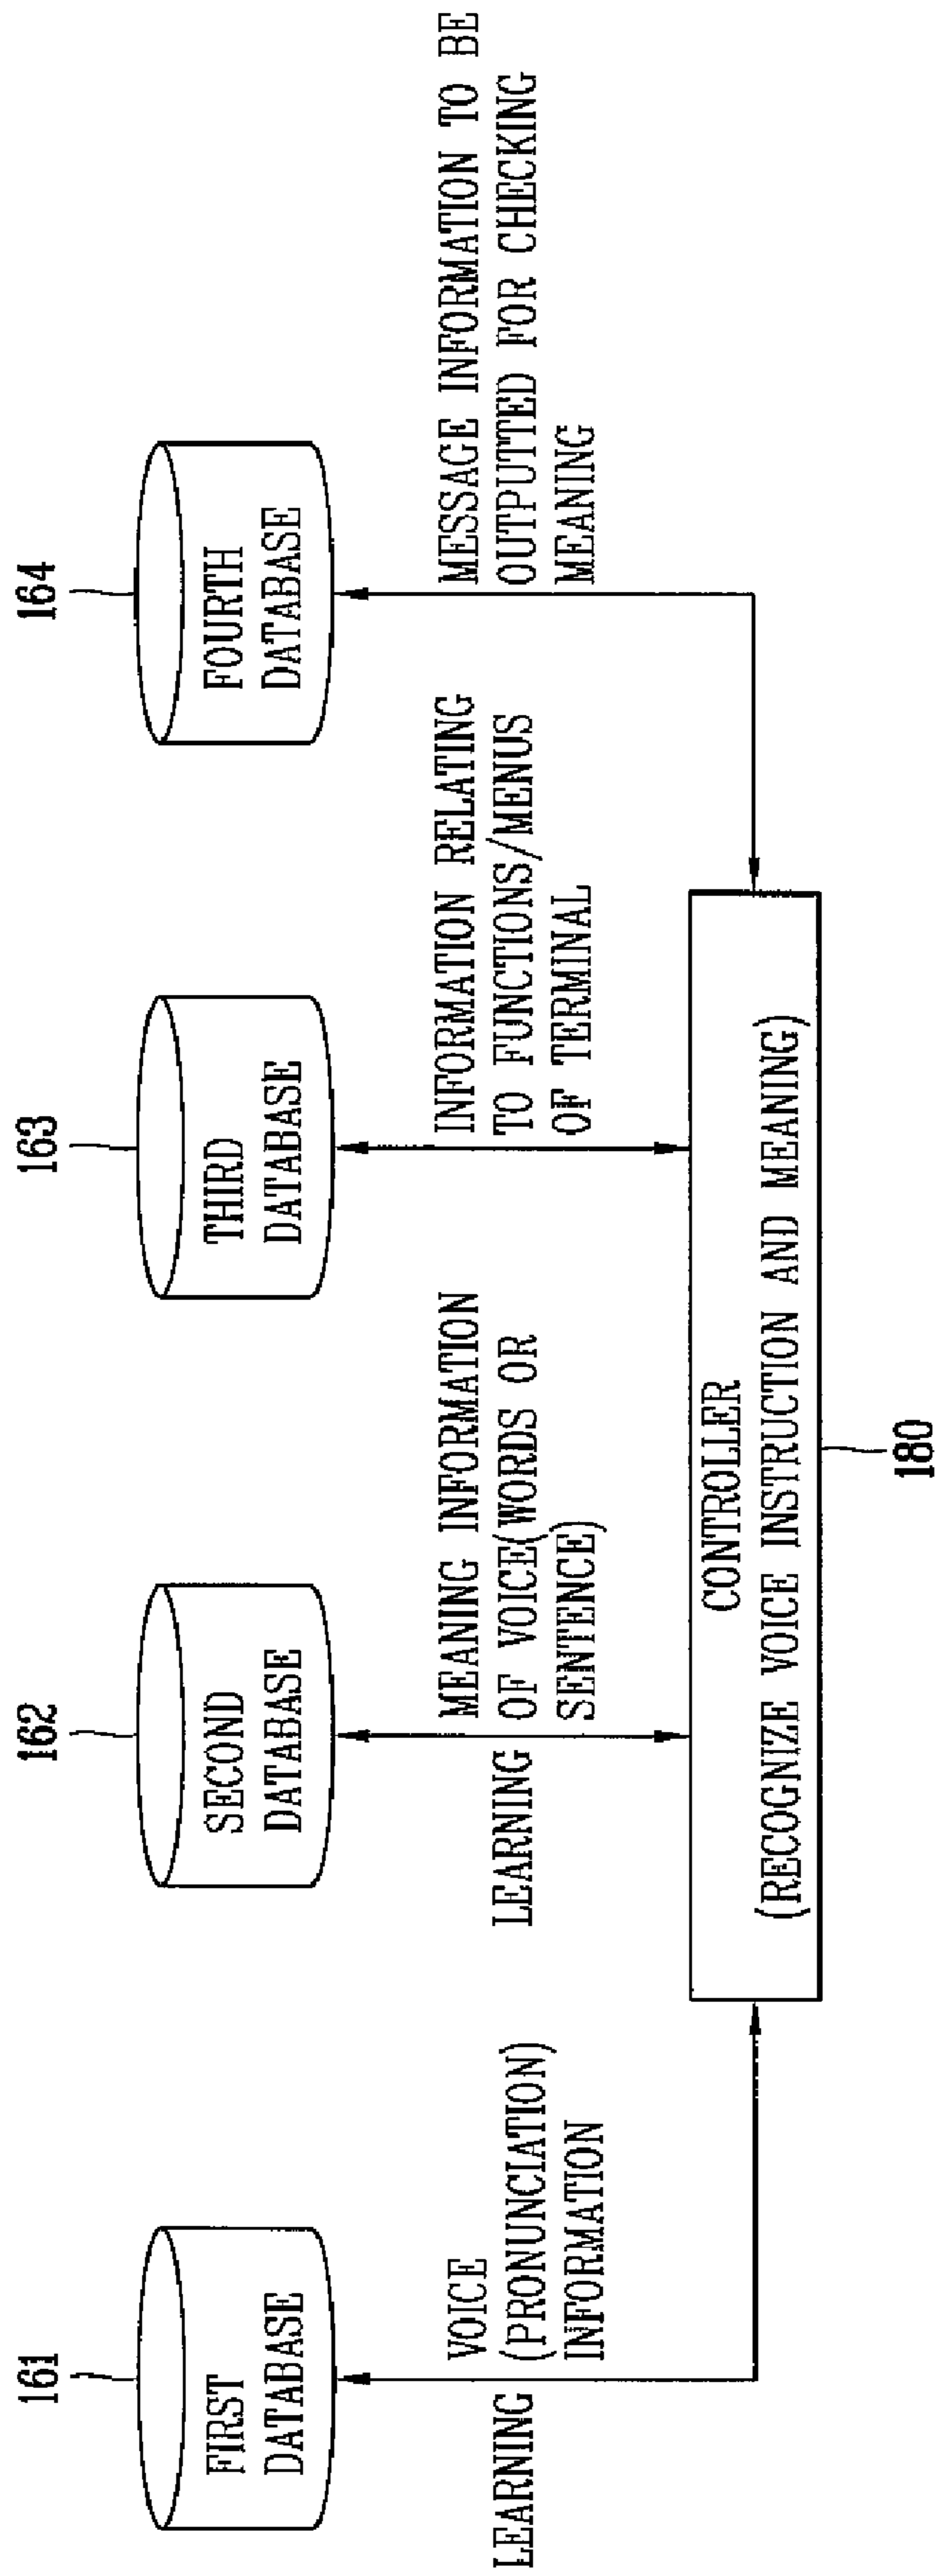 161
162
163
164
FIRST
DATABASE
SECOND
DATABASE
THIRD
DATABASE
FOURTH
DATABASE
LEARNING
VOICE
(PRONUNCIATION)
INFORMATION
LEARNING
MEANING INFORMATION
OF VOICE(WORDS OR
SENTENCE)
INFORMATION RELATING
TO FUNCTIONS/MENUS
OF TERMINAL
MESSAGE INFORMATION TO BE
OUTPUTTED FOR CHECKING
MEANING
CONTROLLER
(RECOGNIZE VOICE INSTRUCTION AND MEANING)
180